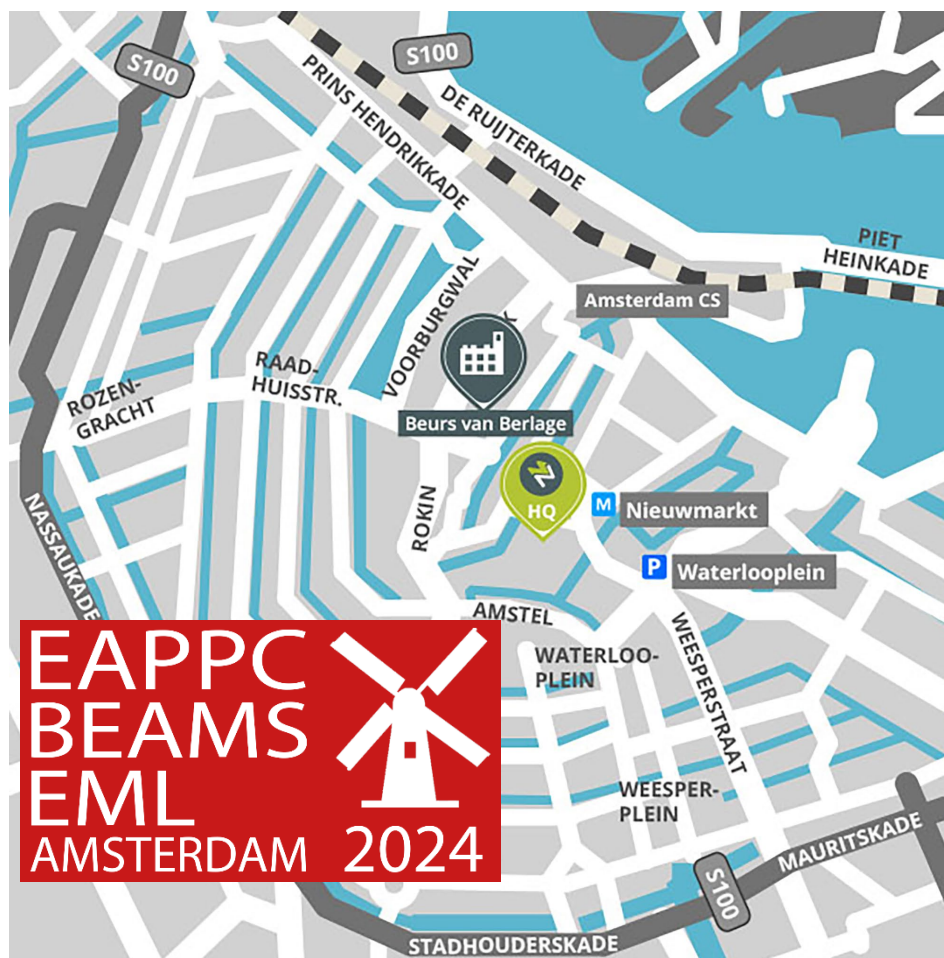 S100
S100
PRINS HENDRIKKADE
DE RUIJTERKADE
PIET
HEINKADE
Amsterdam CS
VOORBURGWAL
K
RAAD-
HUISSTR.
ROZEN-
GRACHT
Beurs van Berlage
HQ
M
Nieuwmarkt
ROKIN
NASSAUKADE
P
Waterlooplein
AMSTEL
WEESPERSTRAAT
WATERLOO-
PLEIN
EAPPC
BEAMS
EML
AMSTERDAM 2024
WEESPER-
PLEIN
MAURITSKADE
S100
STADHOUDERSKADE